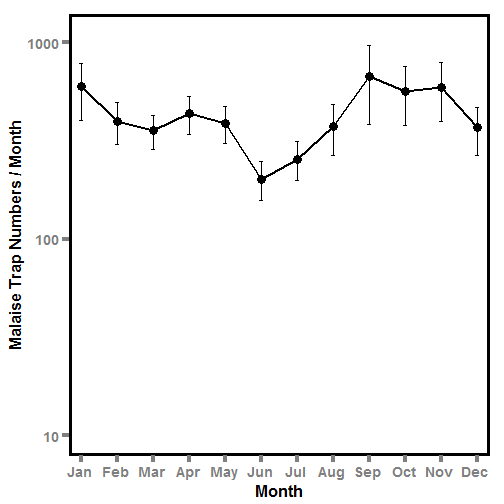 Malaise Trap Numbers / Month
1000
100
10
Jan Feb Mar Apr May Jun Jul Aug Sep Oct Nov Dec
Month